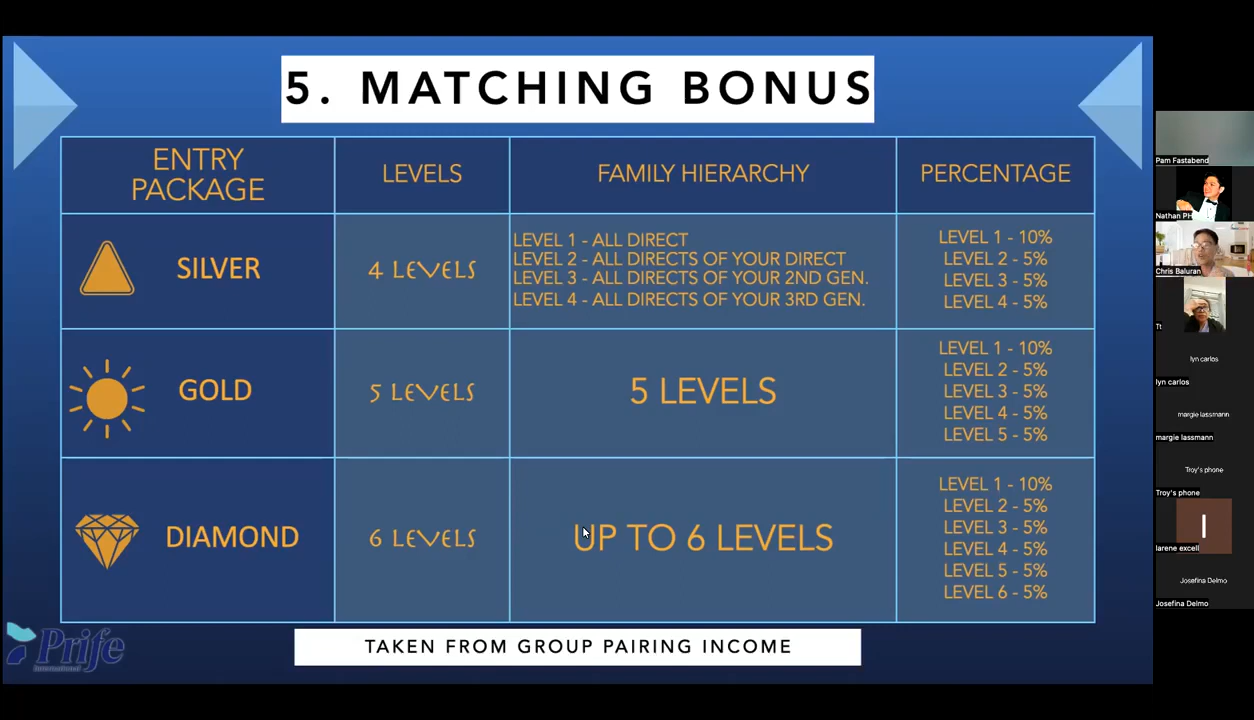 5. MATCHING BONUS
ENTRY PACKAGE
LEVELS
FAMILY HIERARCHY
PERCENTAGE
SILVER
4 LEVELS
LEVEL 1 - ALL DIRECT
LEVEL 2 - ALL DIRECTS OF YOUR DIRECT
LEVEL 3 - ALL DIRECTS OF YOUR 2ND GEN.
LEVEL 4 - ALL DIRECTS OF YOUR 3RD GEN.
LEVEL 1 - 10%
LEVEL 2 - 5%
LEVEL 3 - 5%
LEVEL 4 - 5%
GOLD
5 LEVELS
5 LEVELS
LEVEL 1 - 10%
LEVEL 2 - 5%
LEVEL 3 - 5%
LEVEL 4 - 5%
LEVEL 5 - 5%
DIAMOND
6 LEVELS
UP TO 6 LEVELS
LEVEL 1 - 10%
LEVEL 2 - 5%
LEVEL 3 - 5%
LEVEL 4 - 5%
LEVEL 5 - 5%
LEVEL 6 - 5%
Prife
International
TAKEN FROM GROUP PAIRING INCOME
Pam Fastabend
Nathan PH
Chris Baluran
Tt
lyn carlos
lyn carlos
margie lassmann
margie lassmann
Troy's phone
Troy's phone
I
larene excell
Josefina Delmo
Josefina Delmo